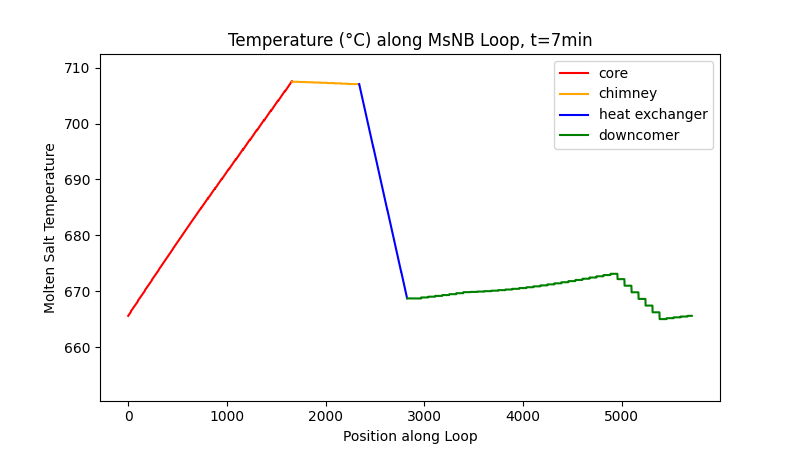 Temperature (°C) along MsNB Loop, t=7min
710
700
690
680
670
660
Molten Salt Temperature
core
chimney
heat exchanger
downcomer
0
1000
2000
3000
4000
5000
Position along Loop